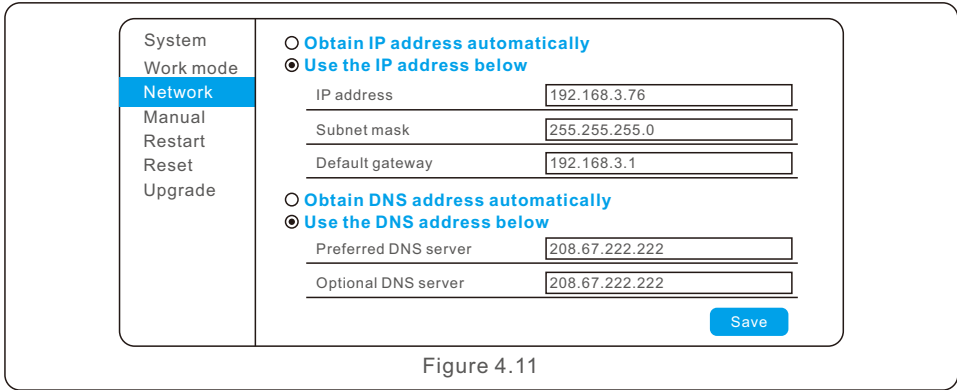 System
Work mode
Network
Manual
Restart
Reset
Upgrade
Obtain IP address automatically
Use the IP address below
IP address 192.168.3.76
Subnet mask 255.255.255.0
Default gateway 192.168.3.1
Obtain DNS address automatically
Use the DNS address below
Preferred DNS server 208.67.222.222
Optional DNS server 208.67.222.222
Save
Figure 4.11